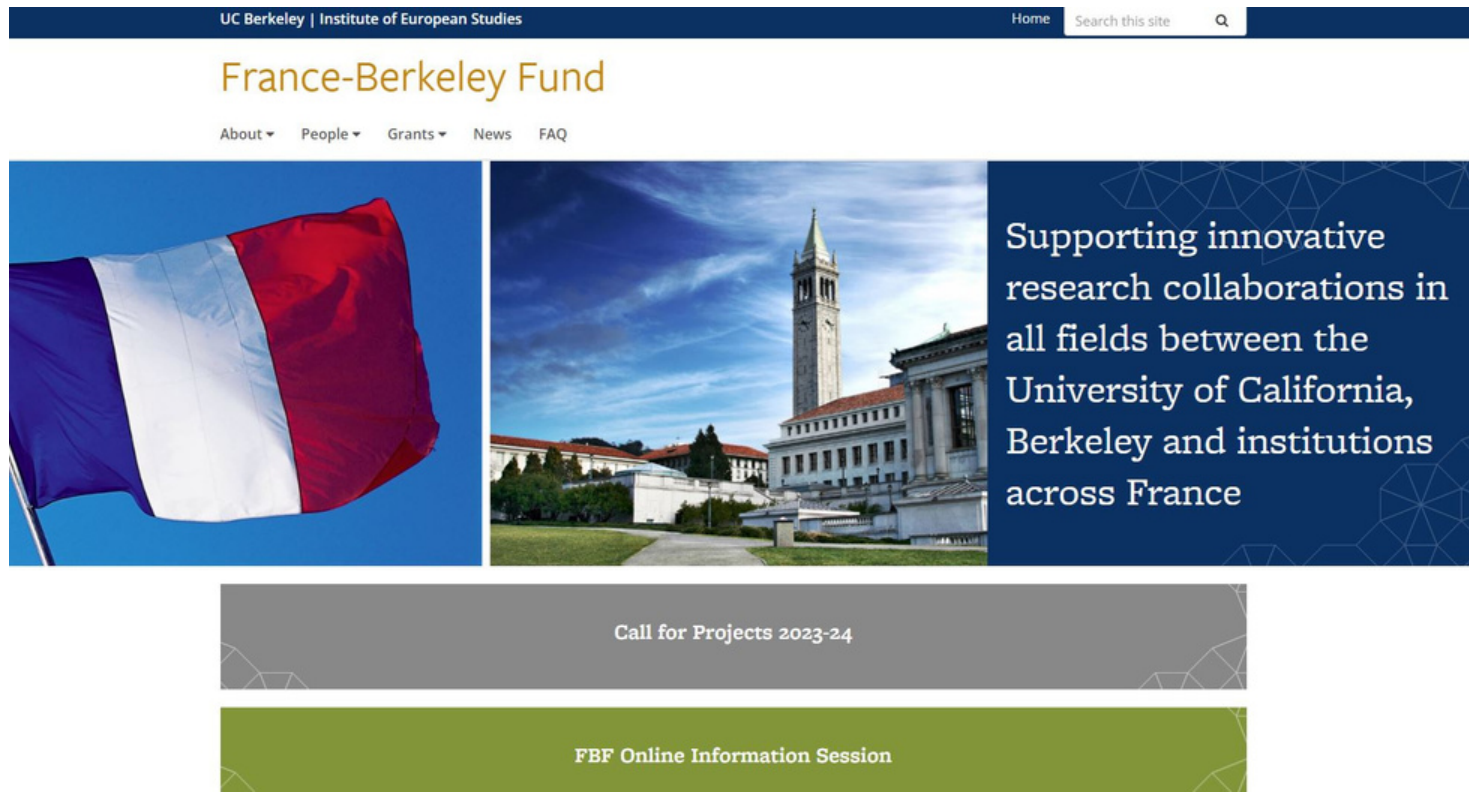 UC Berkeley | Institute of European Studies
Home
Search this site
France-Berkeley Fund
About People Grants News FAQ
Supporting innovative
research collaborations in
all fields between the
University of California,
Berkeley and institutions
across France
Call for Projects 2023-24
FBF Online Information Session